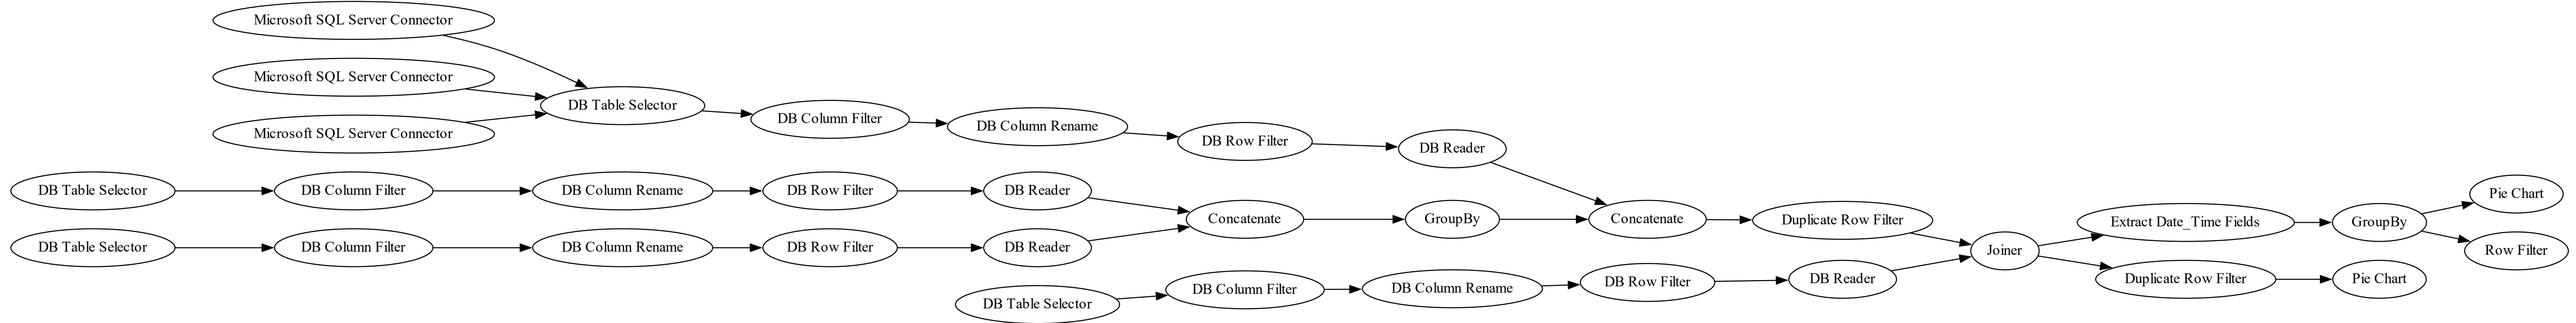 Microsoft SQL Server Connector
Microsoft SQL Server Connector
Microsoft SQL Server Connector
DB Table Selector
DB Column Filter
DB Column Rename
DB Row Filter
DB Reader
DB Table Selector
DB Column Filter
DB Column Rename
DB Row Filter
DB Reader
DB Table Selector
DB Column Filter
DB Column Rename
DB Row Filter
DB Reader
Concatenate
GroupBy
Concatenate
Duplicate Row Filter
DB Table Selector
DB Column Filter
DB Column Rename
DB Row Filter
DB Reader
Joiner
Extract Date_Time Fields
GroupBy
Pie Chart
Row Filter
Duplicate Row Filter
Pie Chart